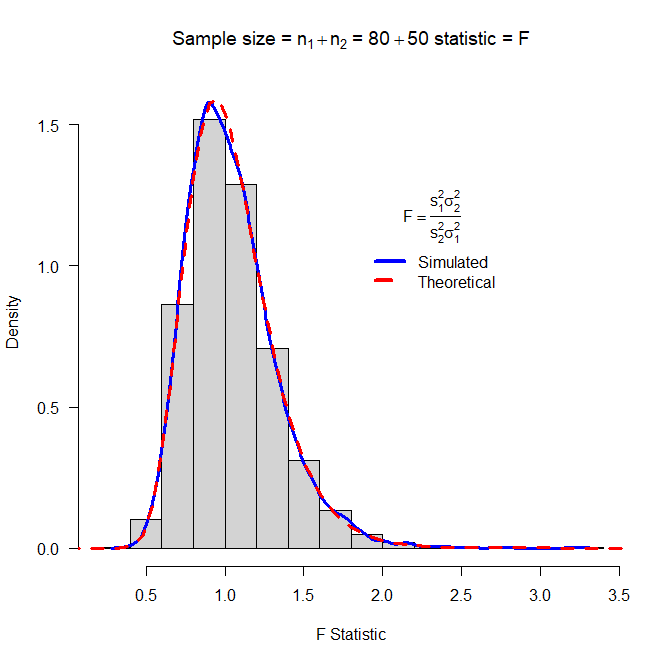 Sample size = n₁+n₂ = 80+50 statistic = F
Density
1.5
1.0
0.5
0.0
F = s₁²σ₂² / s₂²σ₁²
Simulated
Theoretical
0.5 1.0 1.5 2.0 2.5 3.0 3.5
F Statistic